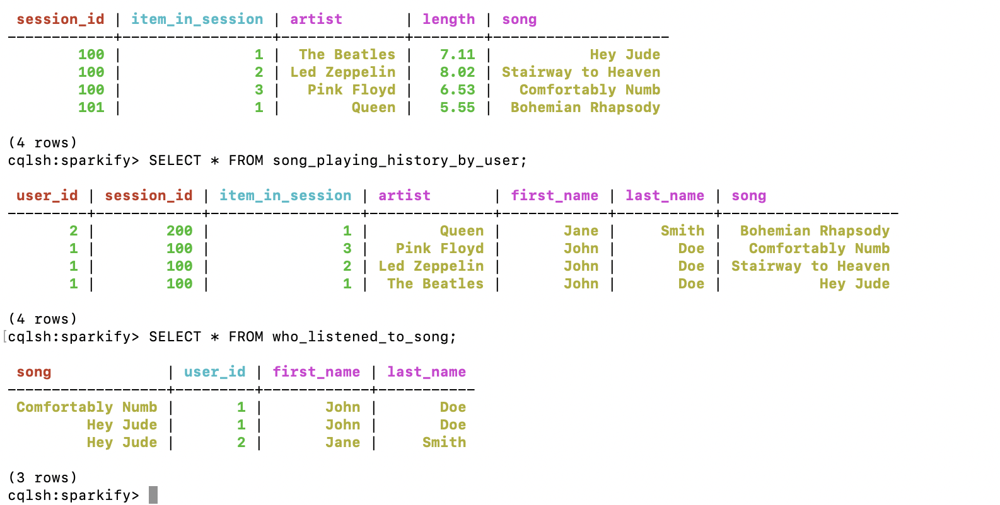 session_id | item_in_session | artist       | length | song
------------+-----------------+--------------+--------+--------------------
        100 |               1 |  The Beatles |   7.11 |           Hey Jude
        100 |               2 | Led Zeppelin |   8.02 | Stairway to Heaven
        100 |               3 |   Pink Floyd |   6.53 |   Comfortably Numb
        101 |               1 |        Queen |   5.55 |  Bohemian Rhapsody

(4 rows)
cqlsh:sparkify> SELECT * FROM song_playing_history_by_user;

 user_id | session_id | item_in_session | artist       | first_name | last_name | song
---------+------------+-----------------+--------------+------------+-----------+--------------------
       2 |        200 |               1 |        Queen |       Jane |     Smith |  Bohemian Rhapsody
       1 |        100 |               3 |   Pink Floyd |       John |       Doe |   Comfortably Numb
       1 |        100 |               2 | Led Zeppelin |       John |       Doe | Stairway to Heaven
       1 |        100 |               1 |  The Beatles |       John |       Doe |           Hey Jude

(4 rows)
[cqlsh:sparkify> SELECT * FROM who_listened_to_song;

 song             | user_id | first_name | last_name
------------------+---------+------------+-----------
 Comfortably Numb |       1 |       John |       Doe
         Hey Jude |       1 |       John |       Doe
         Hey Jude |       2 |       Jane |     Smith

(3 rows)
cqlsh:sparkify>